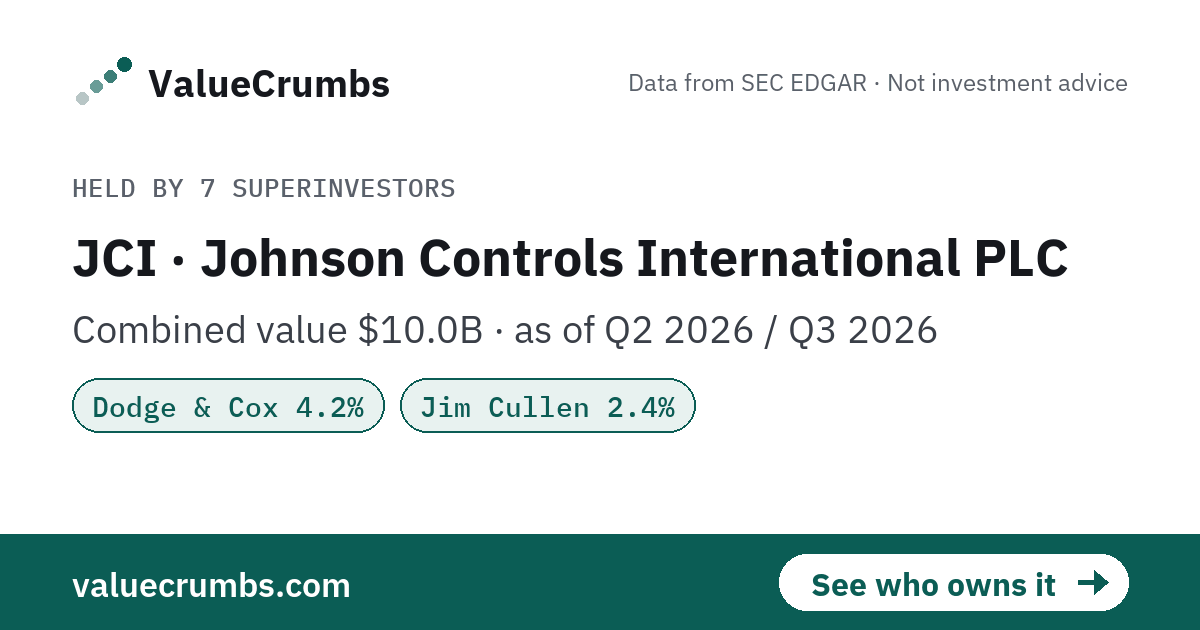 ValueCrumbs
Data from SEC EDGAR · Not investment advice
HELD BY 7 SUPERINVESTORS
JCI · Johnson Controls International PLC
Combined value $10.0B · as of Q2 2026 / Q3 2026
Dodge & Cox 4.2%
Jim Cullen 2.4%
valuecrumbs.com
See who owns it →